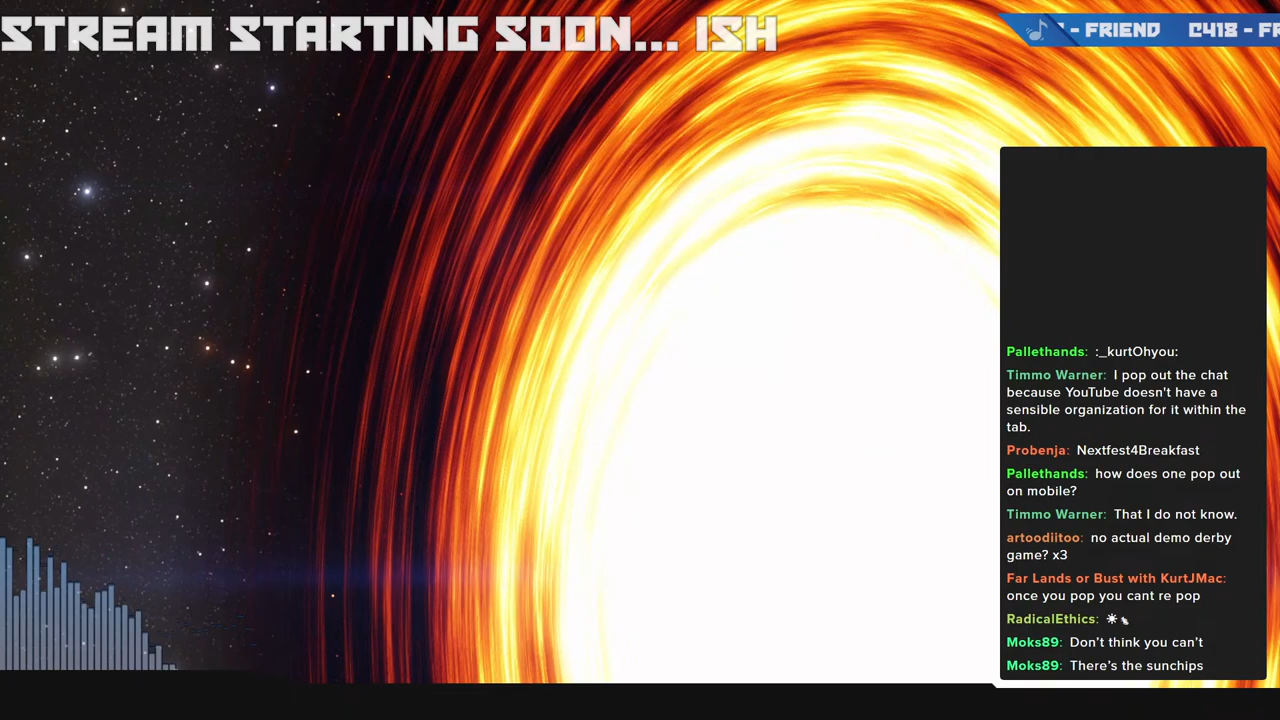 STREAM STARTING SOON... ISH
- FRIEND C418 - FR
Pallethands: :_kurtOhyou:
Timmo Warner: I pop out the chat
because YouTube doesn't have a
sensible organization for it within the
tab.
Probenja: Nextfest4Breakfast
Pallethands: how does one pop out
on mobile?
Timmo Warner: That I do not know.
artoodiitoo: no actual demo derby
game? x3
Far Lands or Bust with KurtJMac:
once you pop you cant re pop
RadicalEthics:
Moks89: Don't think you can't
Moks89: There's the sunchips